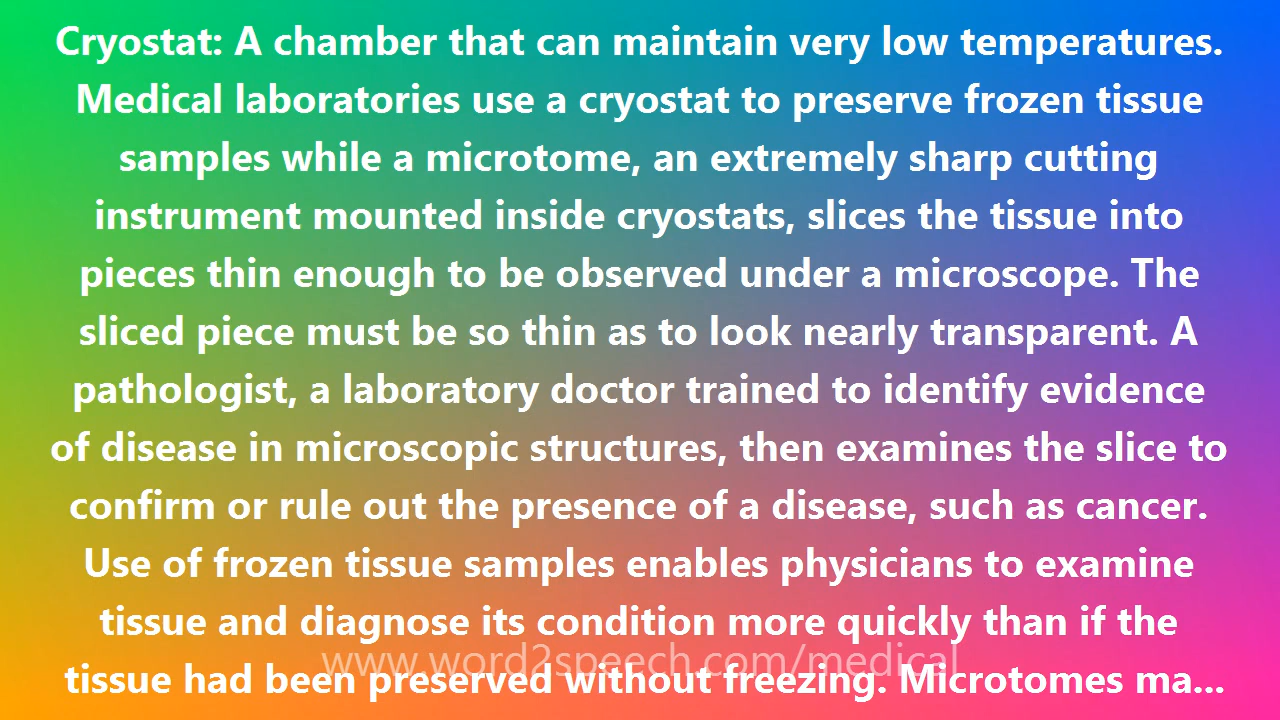 Cryostat: A chamber that can maintain very low temperatures.
Medical laboratories use a cryostat to preserve frozen tissue
samples while a microtome, an extremely sharp cutting
instrument mounted inside cryostats, slices the tissue into
pieces thin enough to be observed under a microscope. The
sliced piece must be so thin as to look nearly transparent. A
pathologist, a laboratory doctor trained to identify evidence
of disease in microscopic structures, then examines the slice to
confirm or rule out the presence of a disease, such as cancer.
Use of frozen tissue samples enables physicians to examine
tissue and diagnose its condition more quickly than if the
www.word2speech.com/medical
tissue had been preserved without freezing. Microtomes ma...